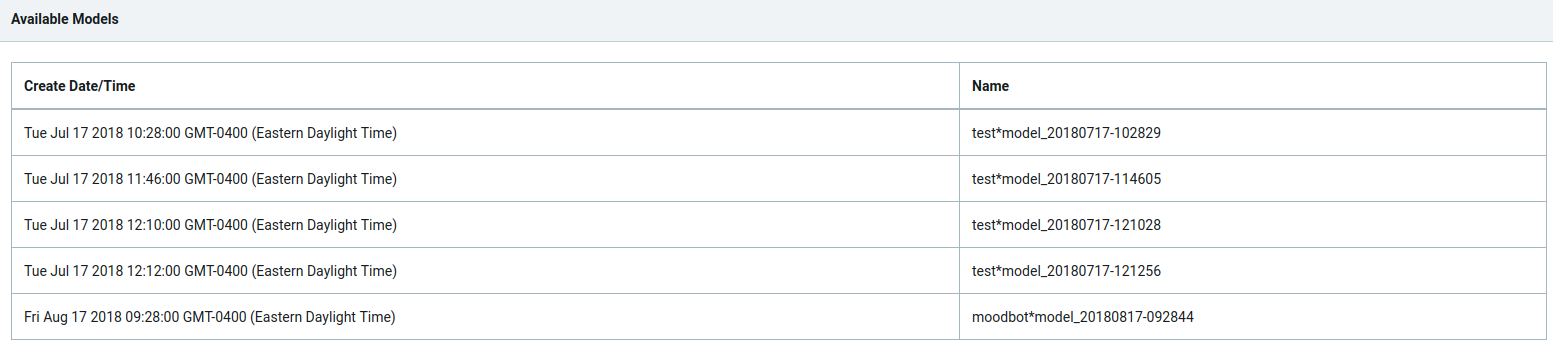 Available Models
Create Date/Time Name
Tue Jul 17 2018 10:28:00 GMT-0400 (Eastern Daylight Time) test*model_20180717-102829
Tue Jul 17 2018 11:46:00 GMT-0400 (Eastern Daylight Time) test*model_20180717-114605
Tue Jul 17 2018 12:10:00 GMT-0400 (Eastern Daylight Time) test*model_20180717-121028
Tue Jul 17 2018 12:12:00 GMT-0400 (Eastern Daylight Time) test*model_20180717-121256
Fri Aug 17 2018 09:28:00 GMT-0400 (Eastern Daylight Time) moodbot*model_20180817-092844